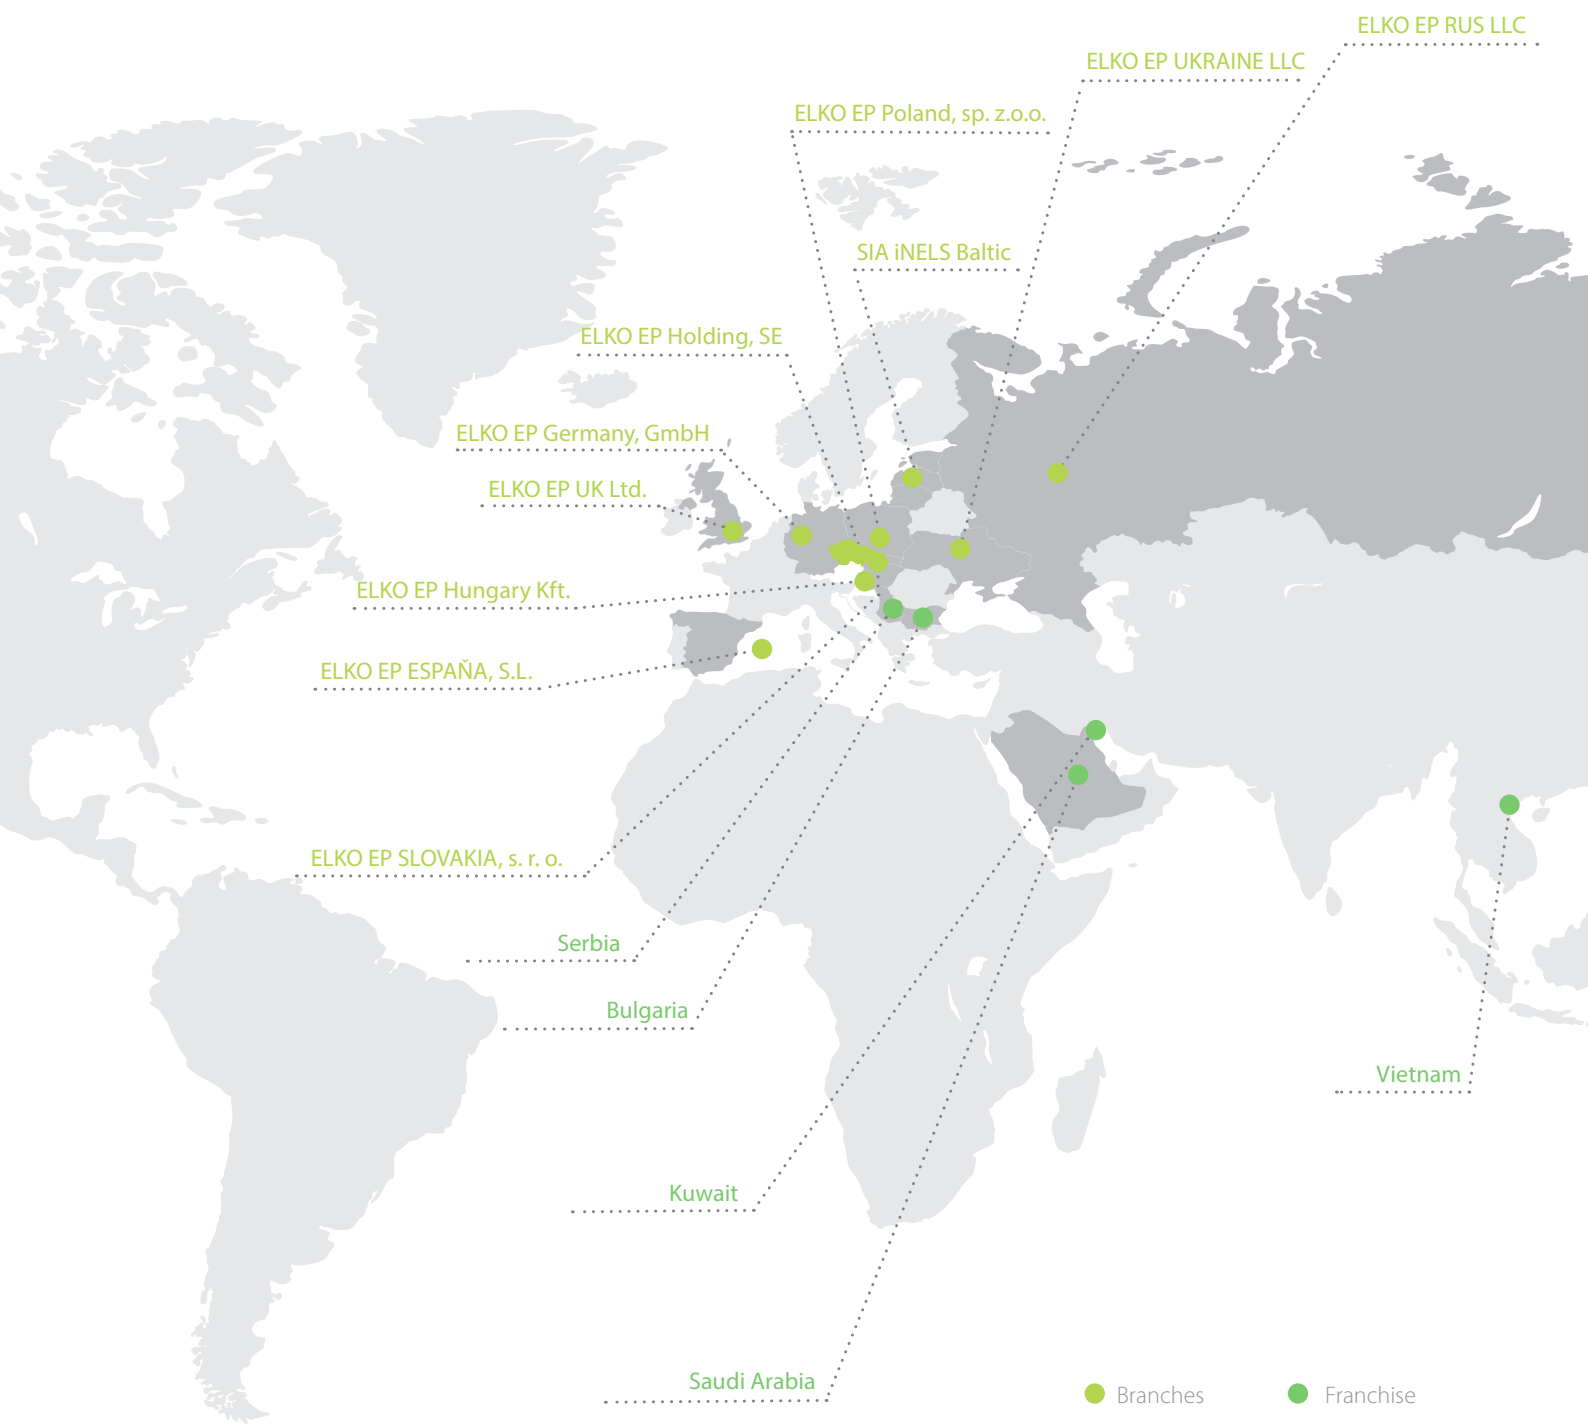 ELKO EP RUS LLC
ELKO EP UKRAINE LLC
ELKO EP Poland, sp. z.o.o.
SIA iNELS Baltic
ELKO EP Holding, SE
ELKO EP Germany, GmbH
ELKO EP UK Ltd.
ELKO EP Hungary Kft.
ELKO EP ESPAŇA, S.L.
ELKO EP SLOVAKIA, s. r. o.
Serbia
Bulgaria
Vietnam
Kuwait
Saudi Arabia
Branches
Franchise